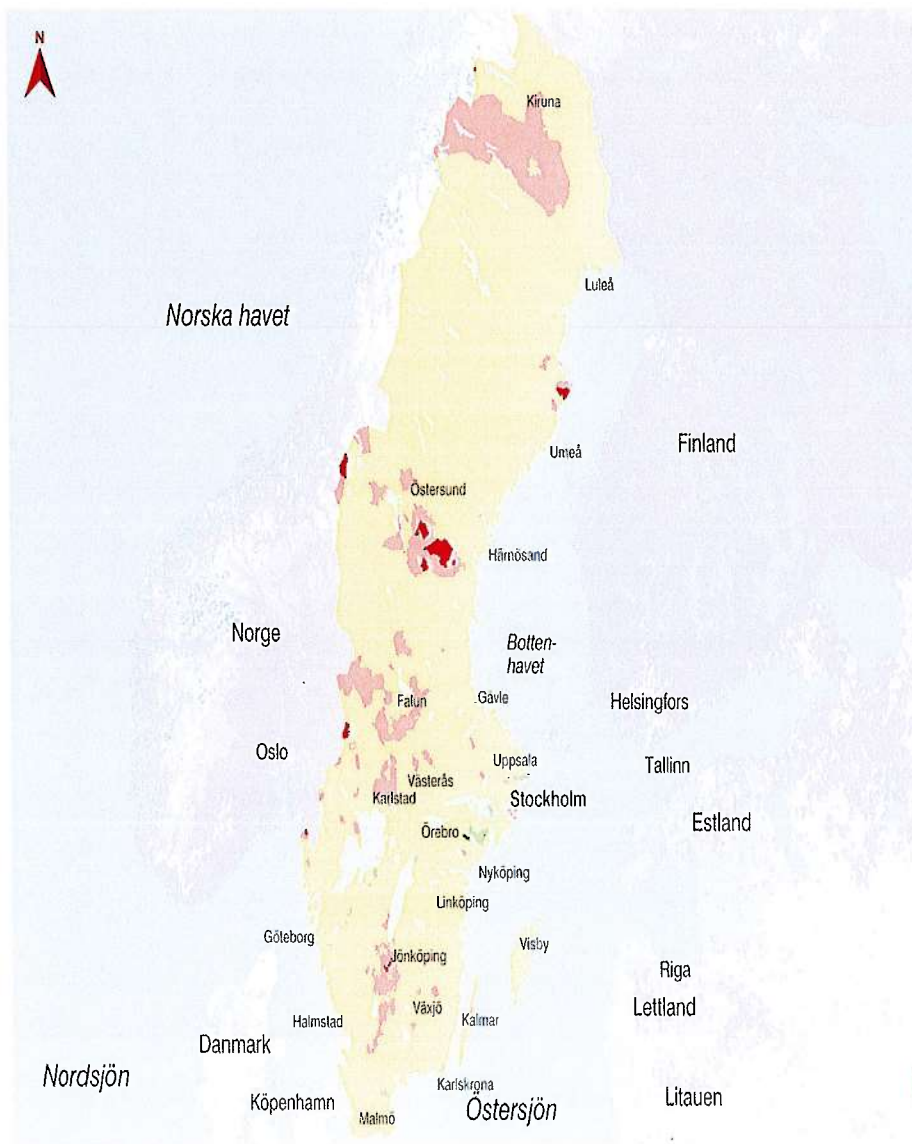 N
Kiruna
Luleå
Norska havet
Finland
Umeå
Östersund
Härnösand
Norge
Botten-
havet
Falun
Gävle
Helsingfors
Oslo
Uppsala
Tallinn
Västerås
Karlstad
Stockholm
Örebro
Estland
Nyköping
Linköping
Göteborg
Visby
Jönköping
Riga
Växjö
Lettland
Halmstad
Kalmar
Danmark
Nordsjön
Karlskrona
Köpenhamn
Östersjön
Litauen
Malmö